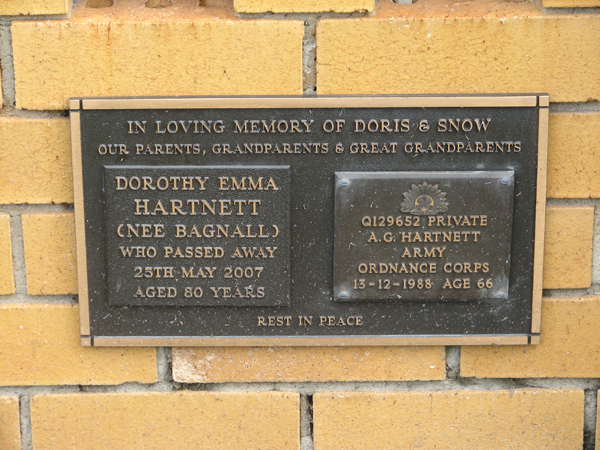 IN LOVING MEMORY OF DORIS & SNOW
OUR PARENTS, GRANDPARENTS & GREAT GRANDPARENTS
DOROTHY EMMA
HARTNETT
(NEE BAGNALL)
WHO PASSED AWAY
25TH MAY 2007
AGED 80 YEARS
Q129652 PRIVATE
A.G. HARTNETT
ARMY
ORDNANCE CORPS
13-12-1988 AGE 66
REST IN PEACE